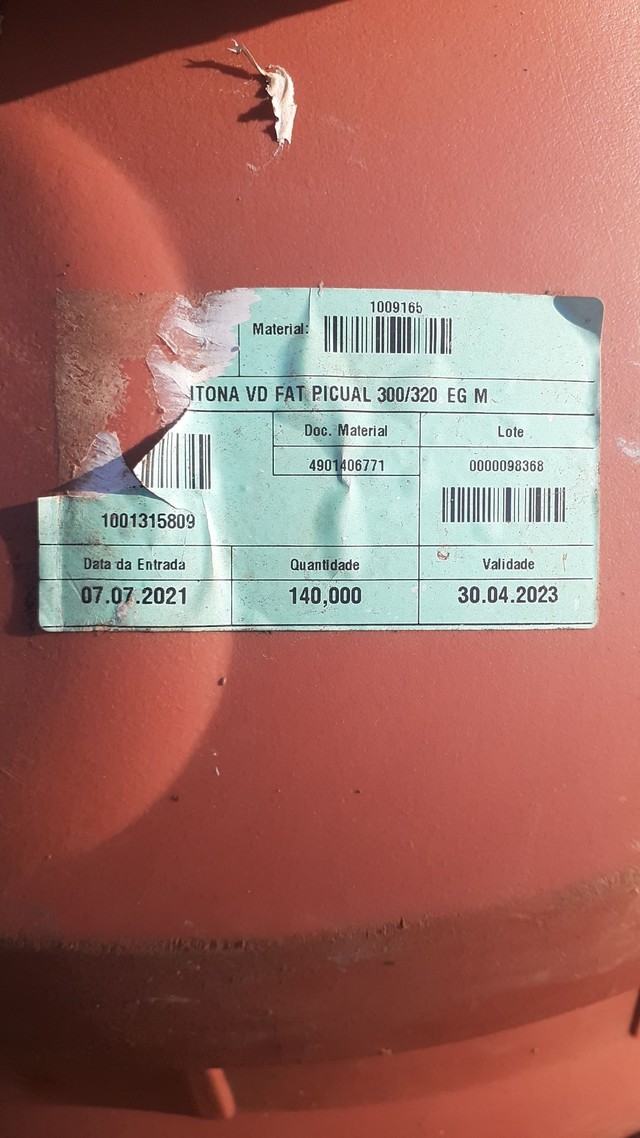 1009165
Material:
ITONA VD FAT PICUAL 300/320 EG M
Doc. Material
Lote
4901406771
0000098368
1001315809
Data da Entrada
Quantidade
Validade
07.07.2021
140,000
30.04.2023